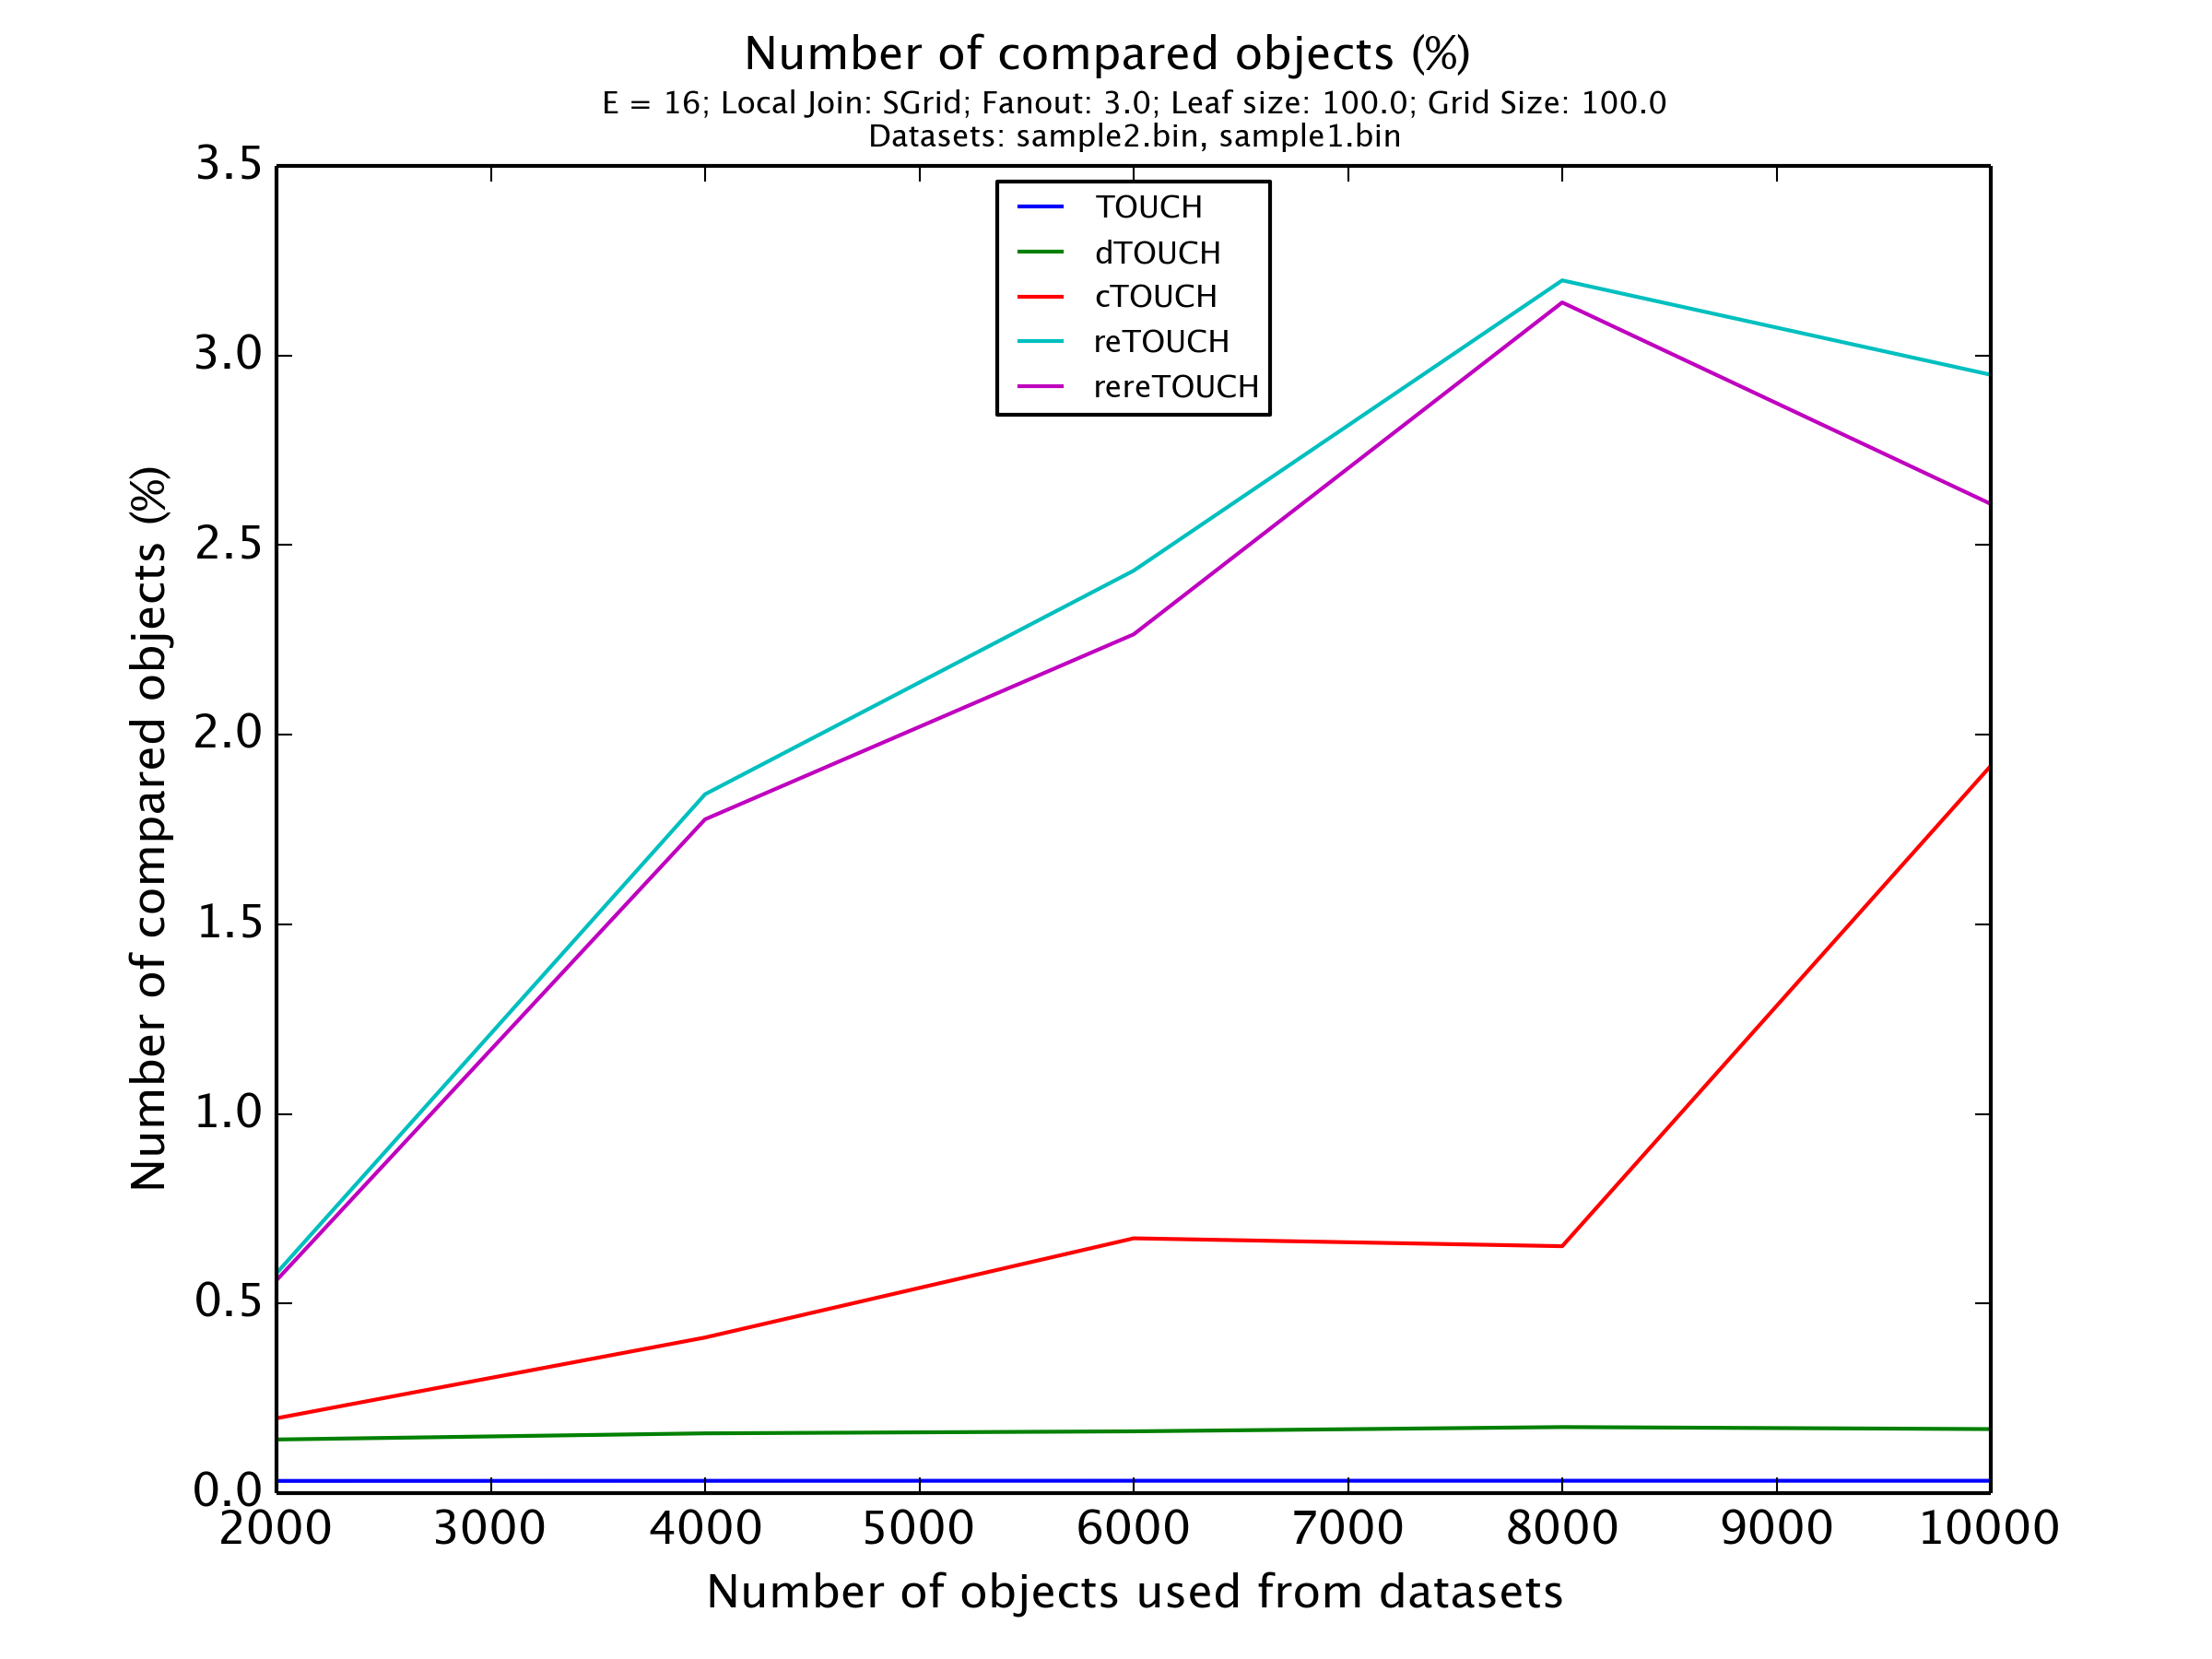 Number of compared objects (%)
E = 16; Local Join: SGrid; Fanout: 3.0; Leaf size: 100.0; Grid Size: 100.0
Datasets: sample2.bin, sample1.bin
TOUCH
dTOUCH
cTOUCH
reTOUCH
rereTOUCH
Number of compared objects (%)
3.5
3.0
2.5
2.0
1.5
1.0
0.5
0.0
2000 3000 4000 5000 6000 7000 8000 9000 10000
Number of objects used from datasets